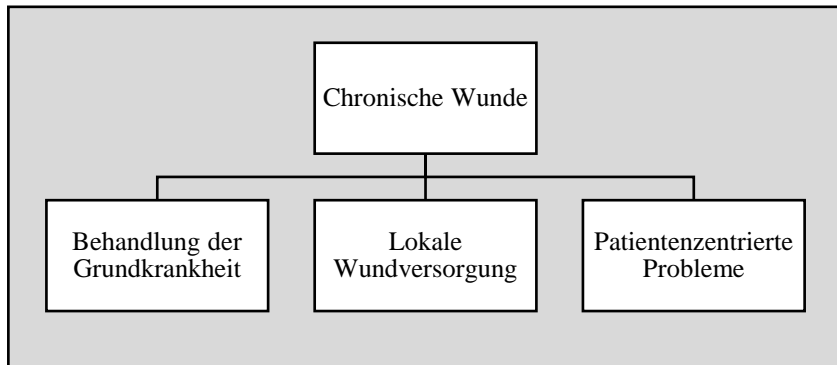 Chronische Wunde
Behandlung der
Grundkrankheit
Lokale
Wundversorgung
Patientenzentrierte
Probleme